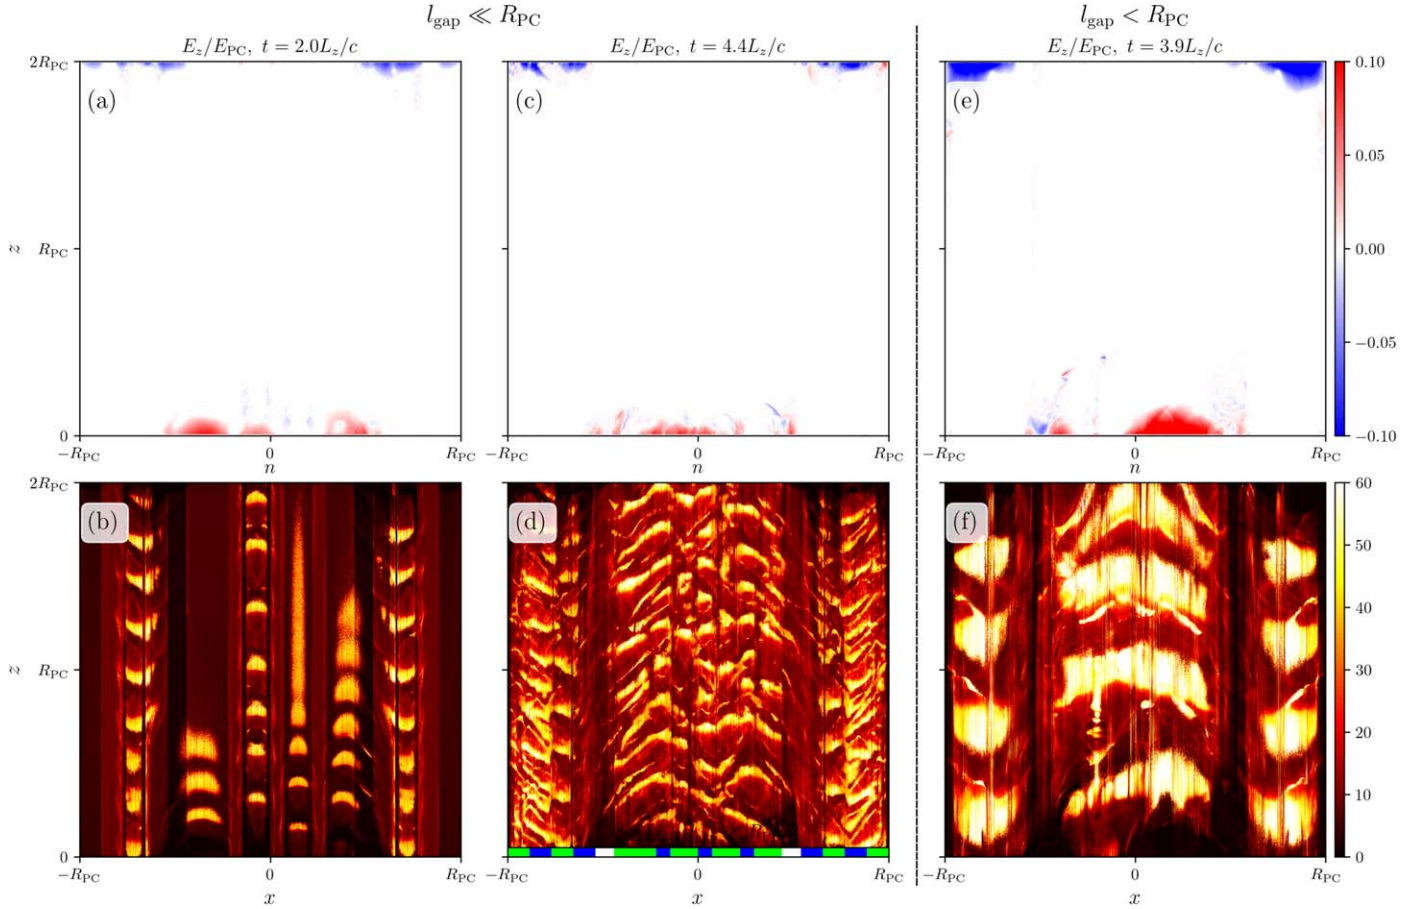 l_gap ≪ R_PC
l_gap < R_PC
E_z/E_PC, t = 2.0L_z/c
E_z/E_PC, t = 4.4L_z/c
E_z/E_PC, t = 3.9L_z/c
2R_PC
(a)
(c)
(e)
0.10
0.05
z
R_PC
0.00
−0.05
0
−0.10
−R_PC
0
R_PC
−R_PC
0
R_PC
−R_PC
0
R_PC
n
n
n
2R_PC
(b)
(d)
(f)
60
50
40
z
R_PC
30
20
10
0
0
−R_PC
0
R_PC
−R_PC
0
R_PC
−R_PC
0
R_PC
x
x
x